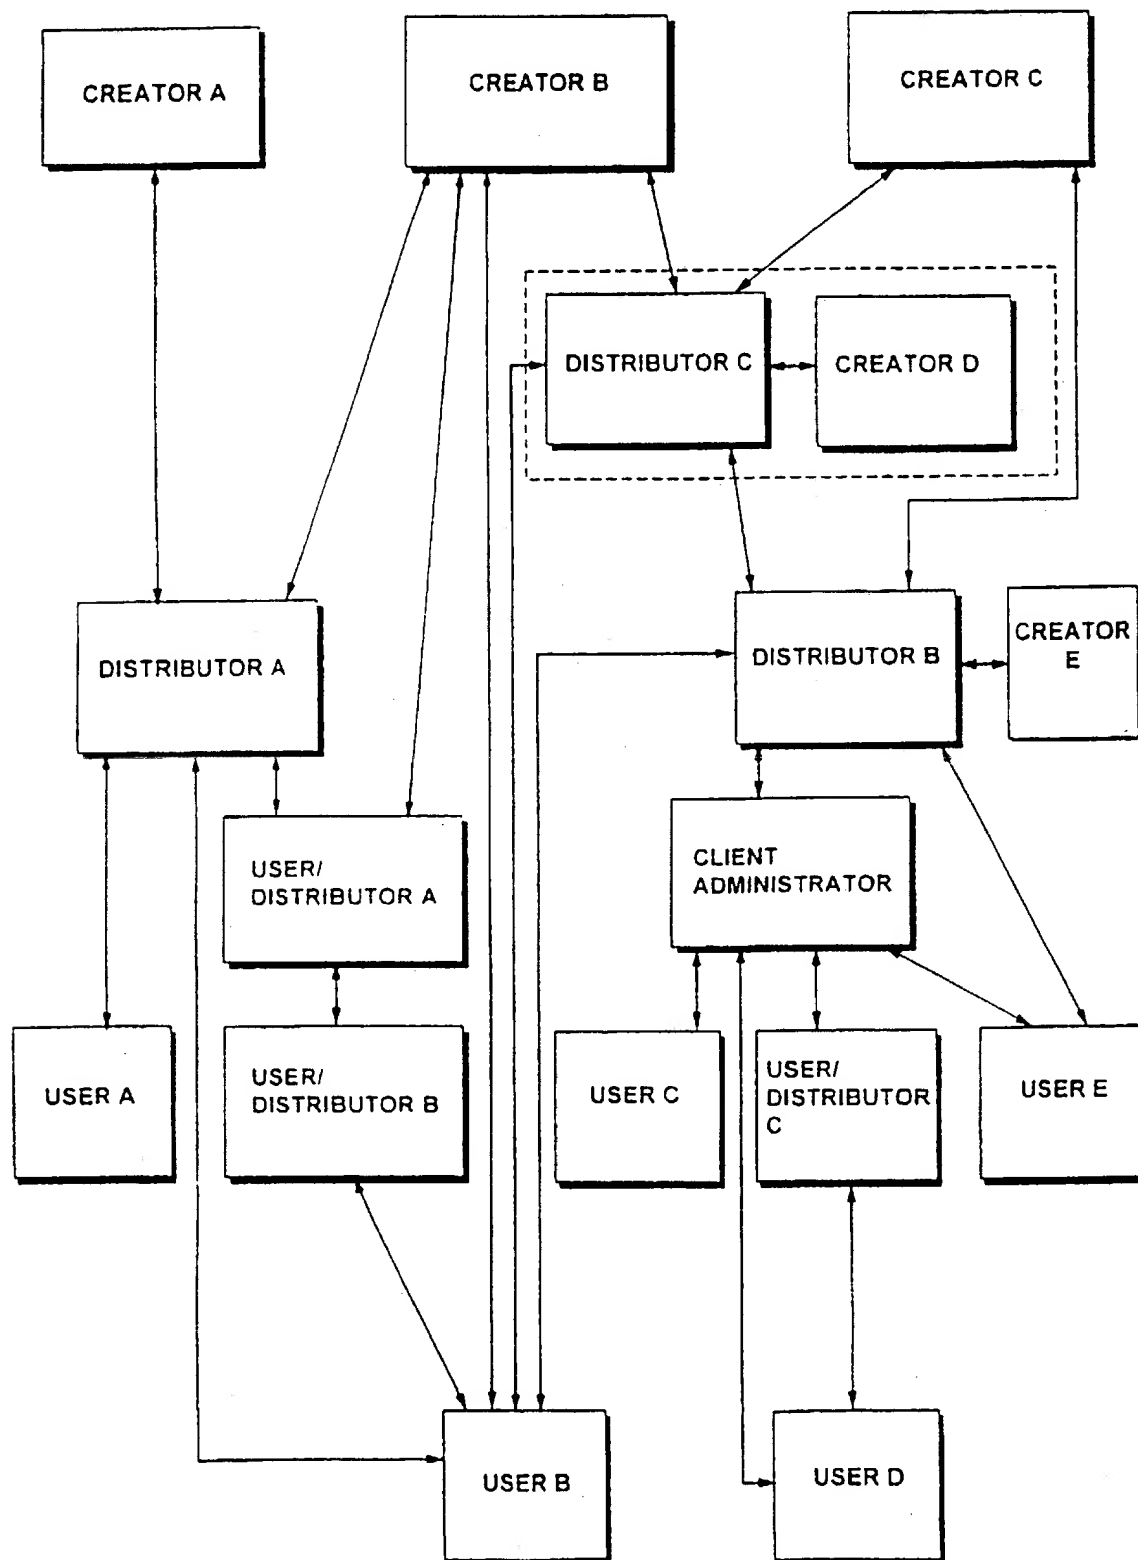 CREATOR A
CREATOR B
CREATOR C
DISTRIBUTOR C
CREATOR D
DISTRIBUTOR A
DISTRIBUTOR B
CREATOR
E
USER/
DISTRIBUTOR A
CLIENT
ADMINISTRATOR
USER A
USER/
DISTRIBUTOR B
USER C
USER/
DISTRIBUTOR
C
USER E
USER B
USER D